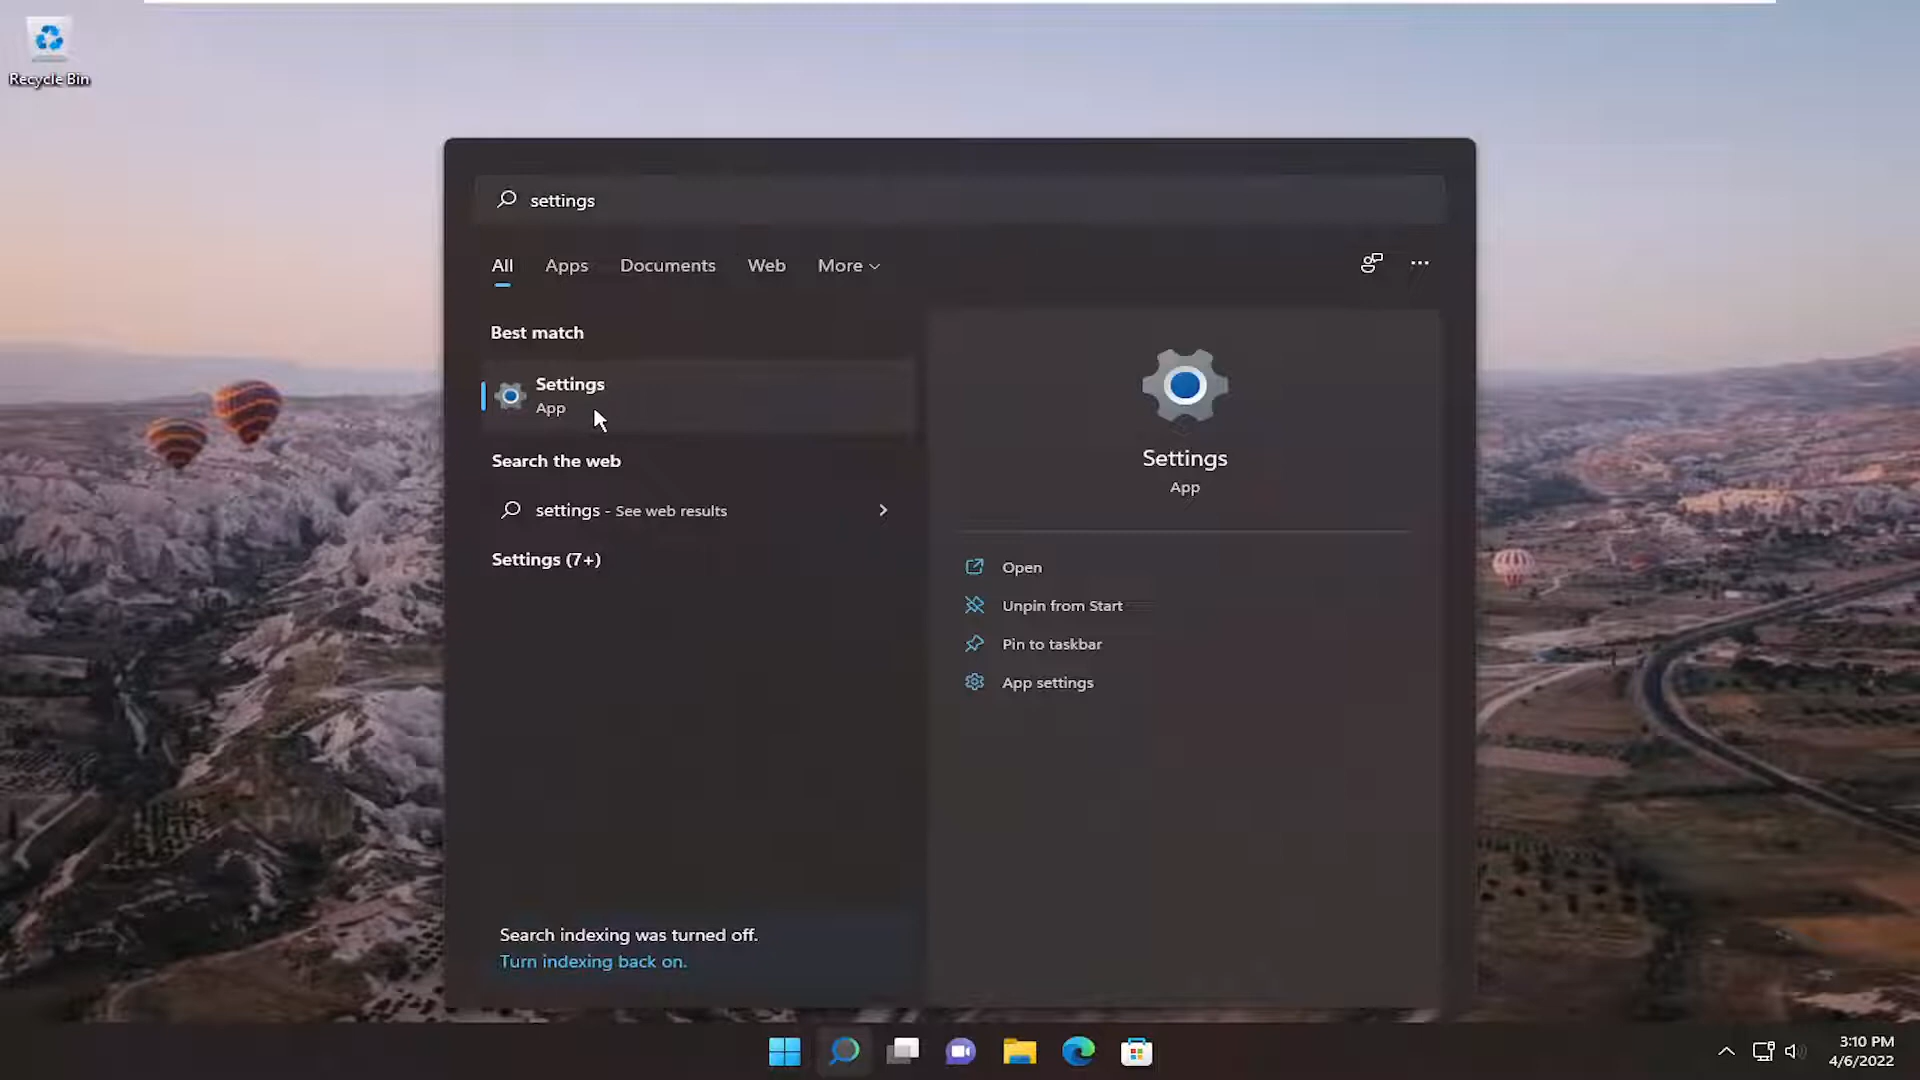 Recycle Bin
settings
All Apps Documents Web More
Best match
Settings
App
Search the web
settings - See web results
Settings (7+)
Search indexing was turned off.
Turn indexing back on.
Settings
App
Open
Unpin from Start
Pin to taskbar
App settings
3:10 PM
4/6/2022